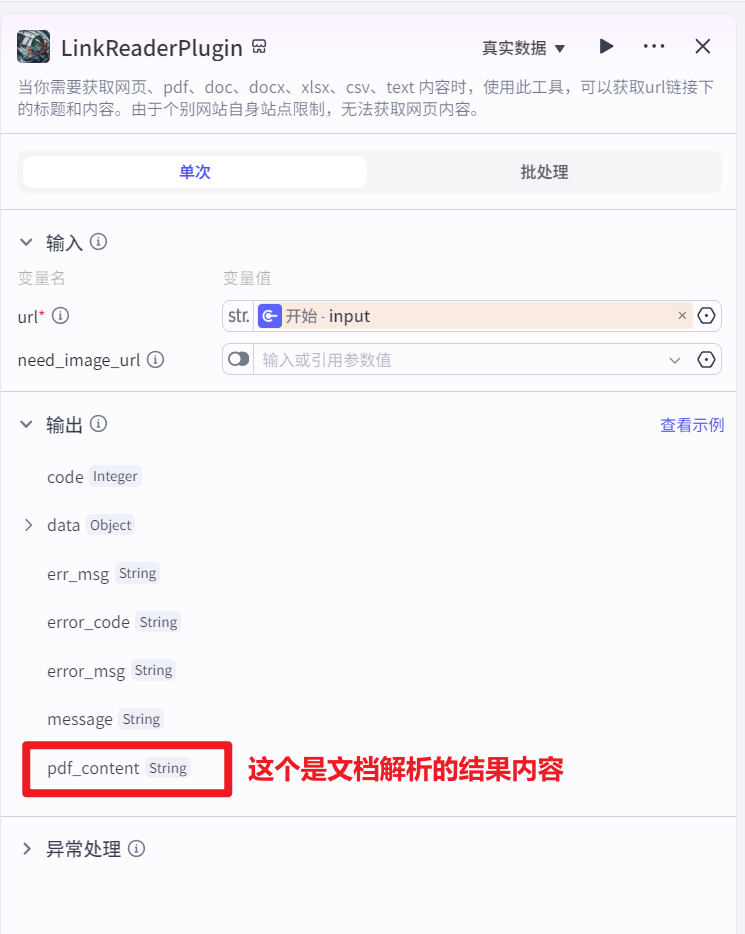 LinkReaderPlugin
真实数据
当你需要获取网页、pdf、doc、docx、xlsx、csv、text 内容时，使用此工具，可以获取url链接下
的标题和内容。由于个别网站自身站点限制，无法获取网页内容。
单次 批处理
输入
变量名 变量值
url* str. 开始 - input
need_image_url 输入或引用参数值
输出 查看示例
code Integer
data Object
err_msg String
error_code String
error_msg String
message String
pdf_content String 这个是文档解析的结果内容
异常处理